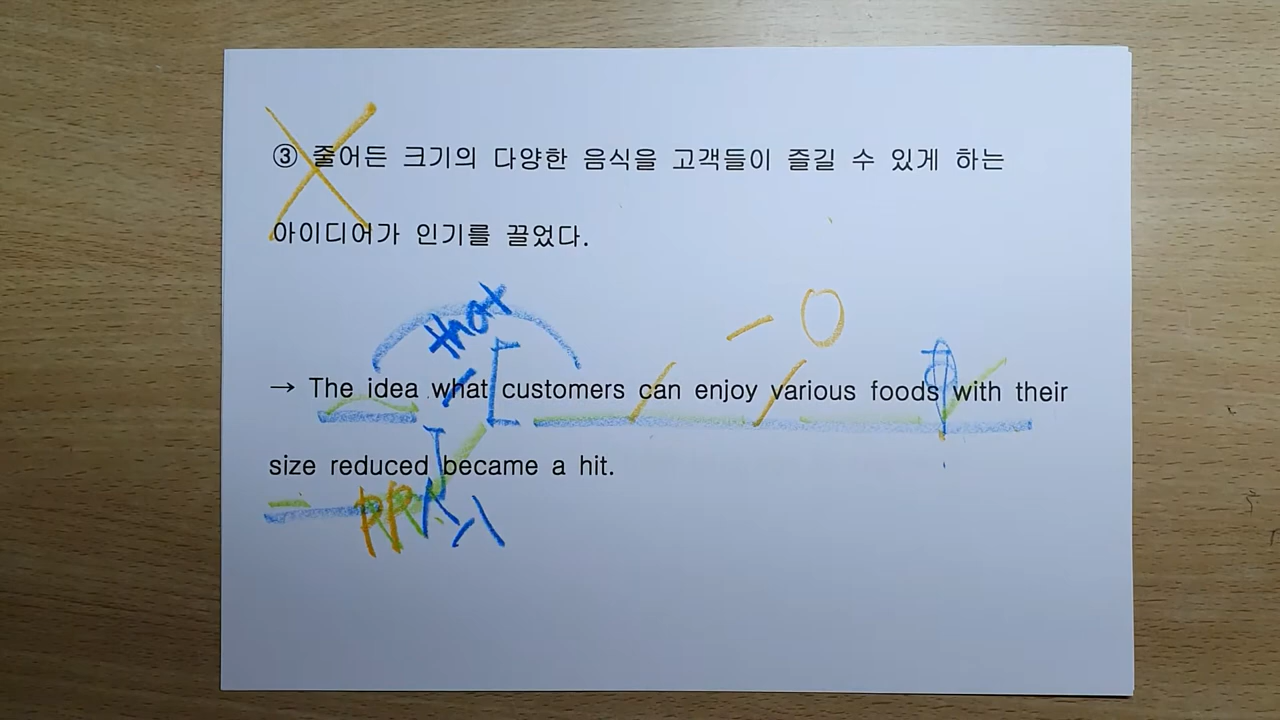 ③ 줄어든 크기의 다양한 음식을 고객들이 즐길 수 있게 하는
아이디어가 인기를 끌었다.
that
→ The idea what customers can enjoy various foods with their
size reduced became a hit.